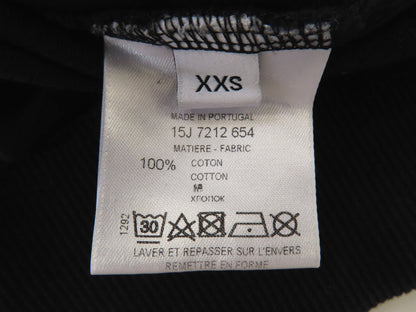 XXS
MADE IN PORTUGAL
15J 7212 654
MATIERE - FABRIC
100% COTON
COTTON
ХЛОПОК
1292
30
LAVER ET REPASSER SUR L'ENVERS
REMETTRE EN FORME